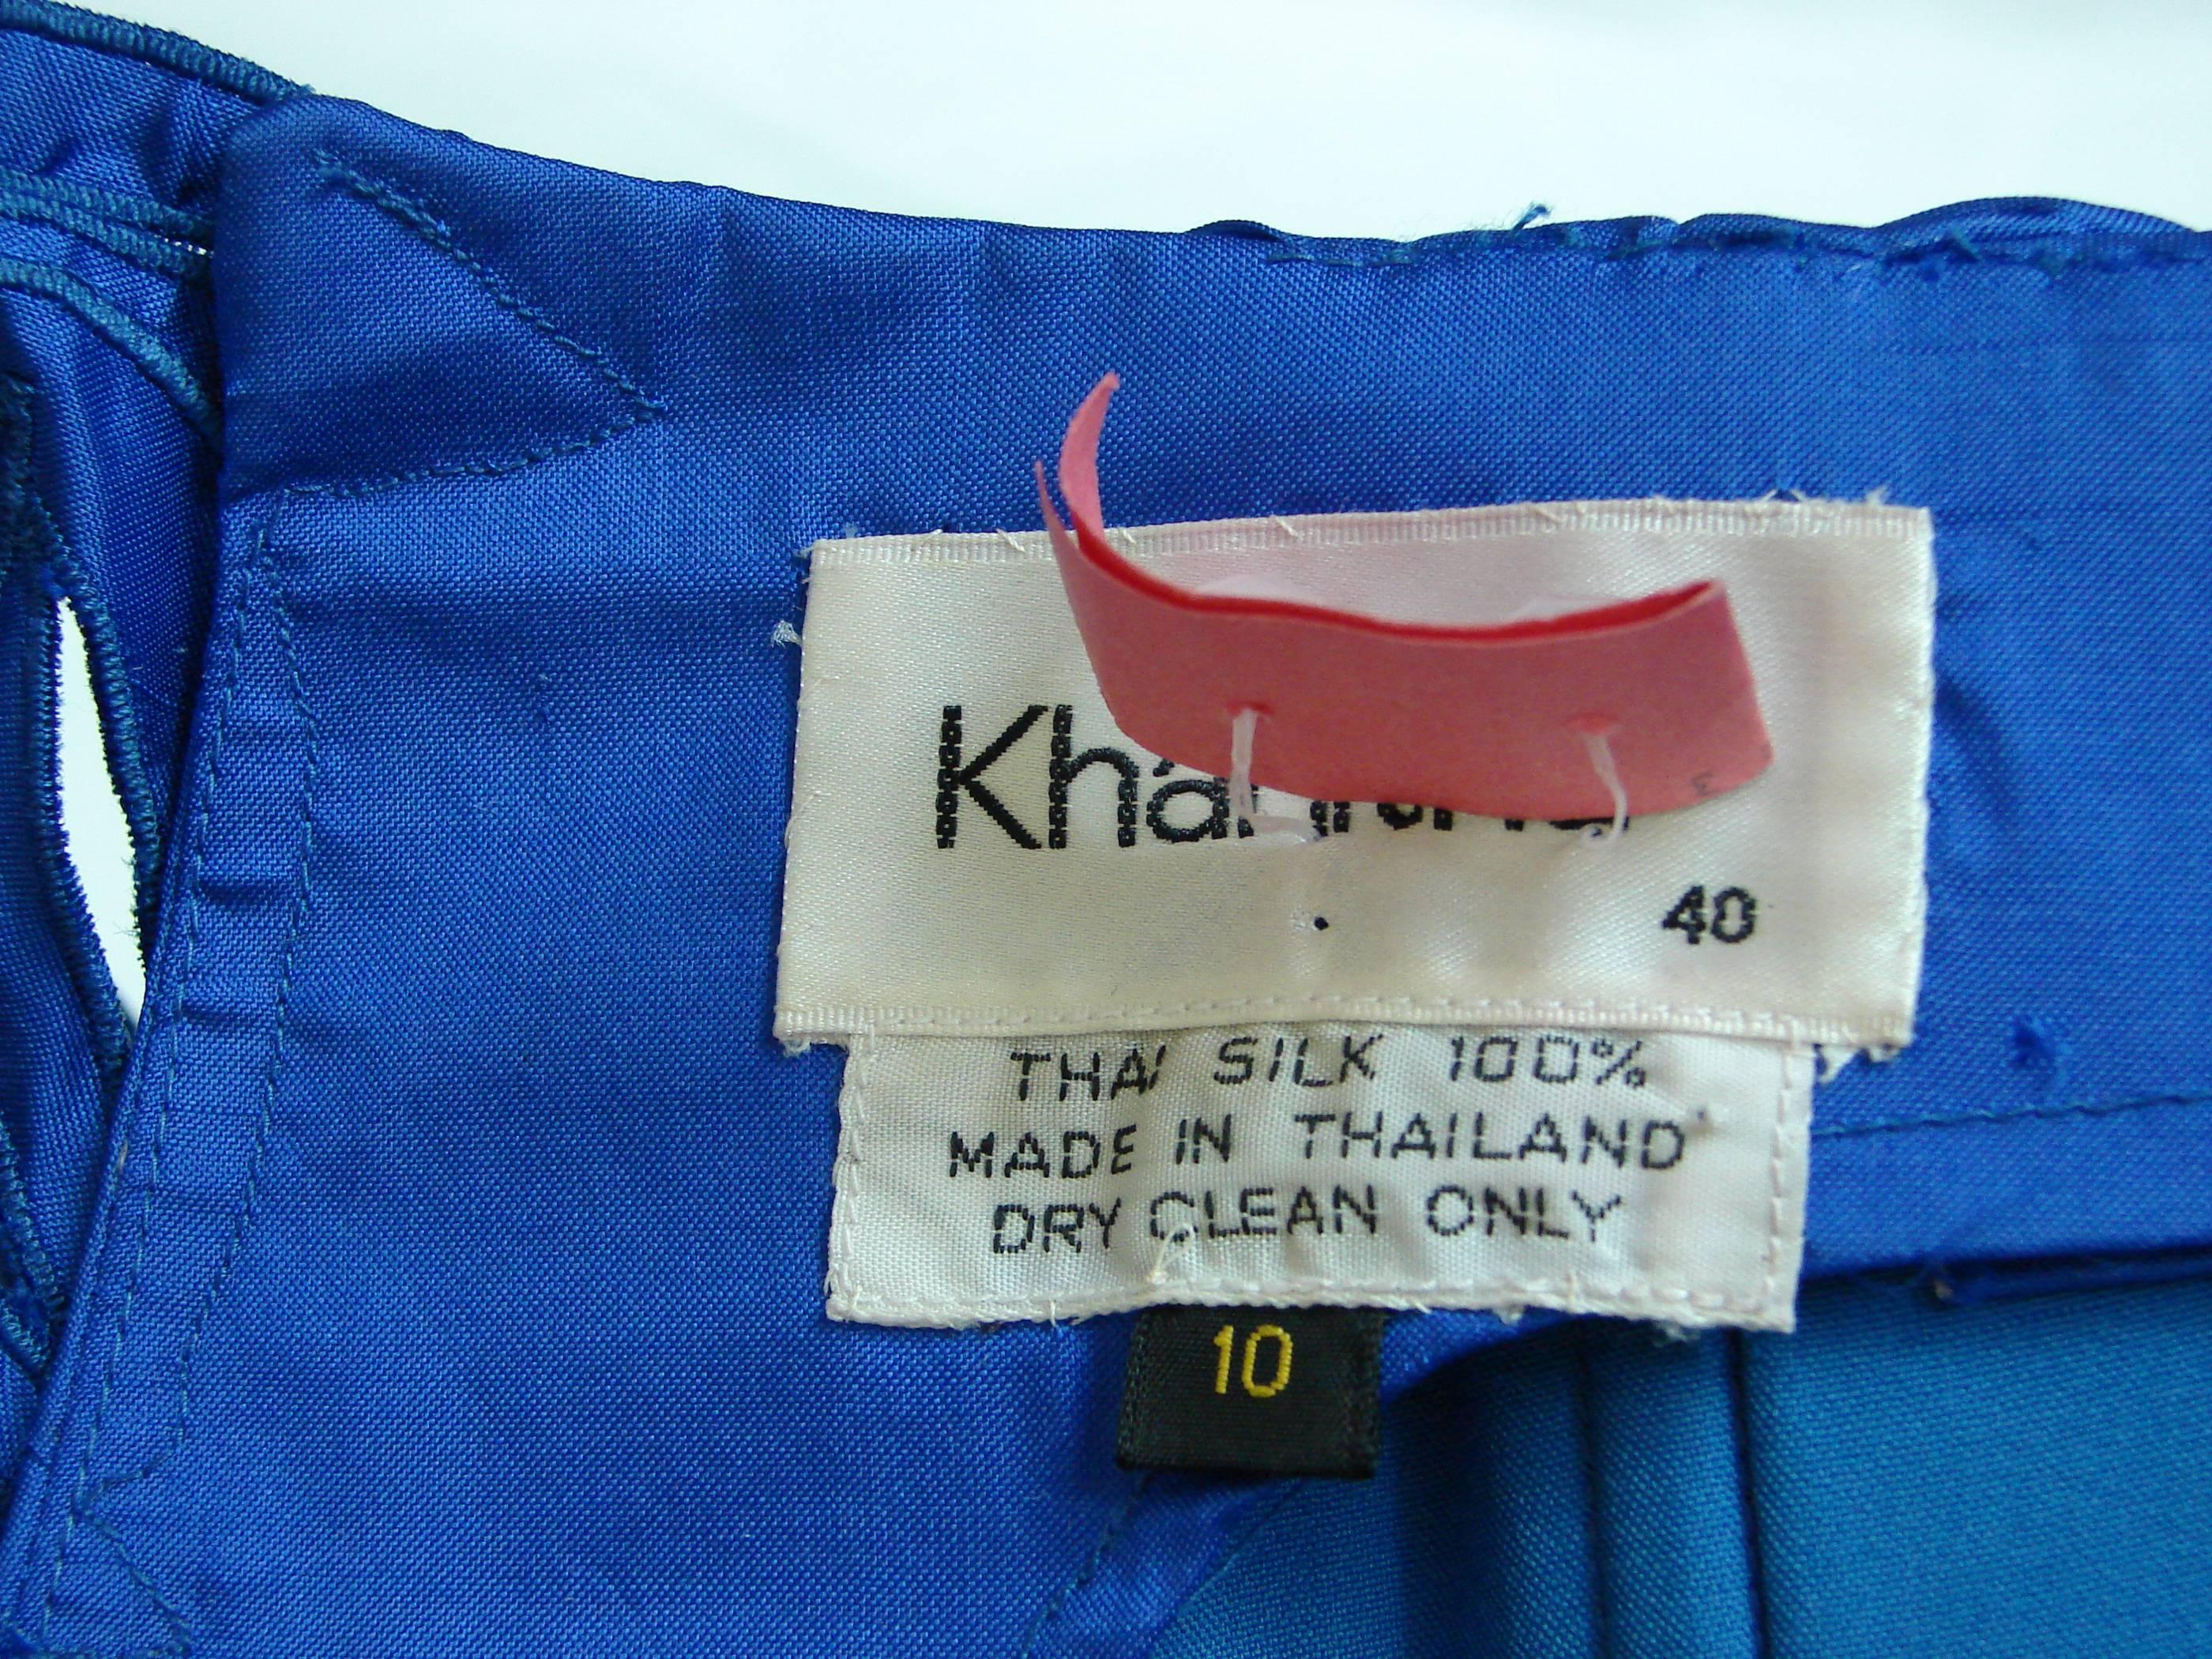 40
THAI SILK 100%
MADE IN THAILAND
DRY CLEAN ONLY
10